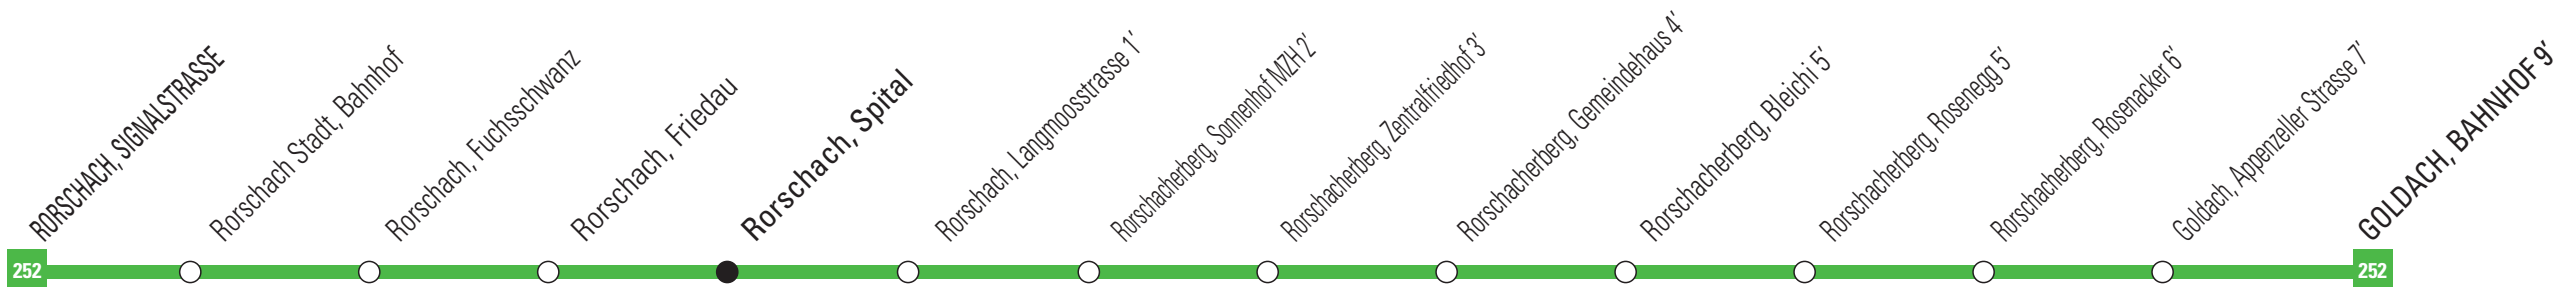 RORSCHACH, SIGNALSTRASSE
Rorschach Stadt, Bahnhof
Rorschach, Fuchsschwanz
Rorschach, Friedau
Rorschach, Spital
Rorschach, Langmoosstrasse 1’
Rorschacherberg, Sonnenhof MZH 2’
Rorschacherberg, Zentralfriedhof 3’
Rorschacherberg, Gemeindehaus 4’
Rorschacherberg, Bleichi 5’
Rorschacherberg, Rosenegg 5’
Rorschacherberg, Rosenacker 6’
Goldach, Appenzeller Strasse 7’
GOLDACH, BAHNHOF 9’
252
252